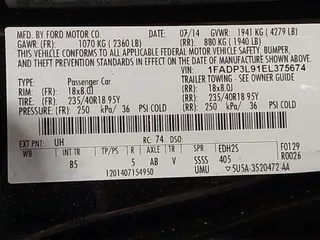 MFD. BY FORD MOTOR CO.
07/14 GVWR: 1941 KG ( 4279 LB)
GAWR: (FR) 1070 KG ( 2360 LB) (RR) 880 KG ( 1940 LB)
THIS VEHICLE CONFORMS TO ALL APPLICABLE FEDERAL MOTOR VEHICLE SAFETY, BUMPER,
AND THEFT PREVENTION STANDARDS IN EFFECT ON THE DATE OF MANUFACTURE SHOWN ABOVE.
VIN: 1FADP3L91EL375674
TYPE: Passenger Car TRAILER TOWING - SEE OWNERS GUIDE
RIM: (FR) 18x8.0J (RR) 18x8.0J
TIRE: (FR) 235/40R18 95Y (RR) 235/40R18 95Y
PRESSURE: (FR) 250 kPa/ 36 PSI COLD (RR) 250 kPa/ 36 PSI COLD
EXT PNT: UH RC: 74 DSO:
WB INT TR TP/PS R AXLE TR SPR EDH2S F0129
B5 5 AB V SSSS 405 R0026
1201407154950 UMU 5U5A-3520472-AA